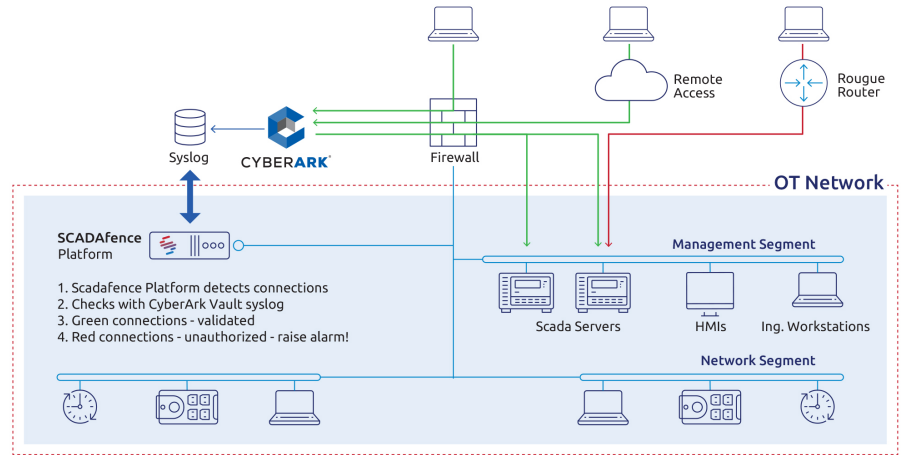 Remote
Access
Rougue
Router
Syslog
CYBERARK®
Firewall
OT Network
SCADAfence
Platform
Management Segment
1. Scadafence Platform detects connections
2. Checks with CyberArk Vault syslog
3. Green connections - validated
4. Red connections - unauthorized - raise alarm!
Scada Servers
HMIs
Ing. Workstations
Network Segment